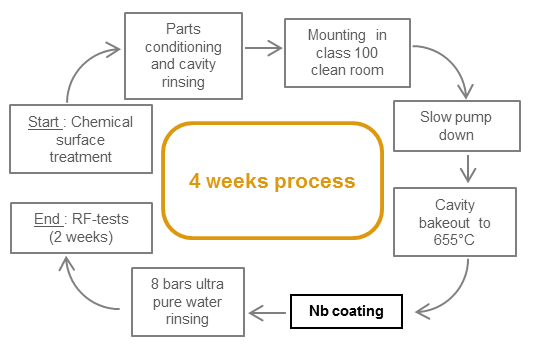 Parts
conditioning
and cavity
rinsing
Mounting in
class 100
clean room
Start : Chemical
surface
treatment
Slow pump
down
4 weeks process
Cavity
bakeout to
655°C
End : RF-tests
(2 weeks)
8 bars ultra
pure water
rinsing
Nb coating